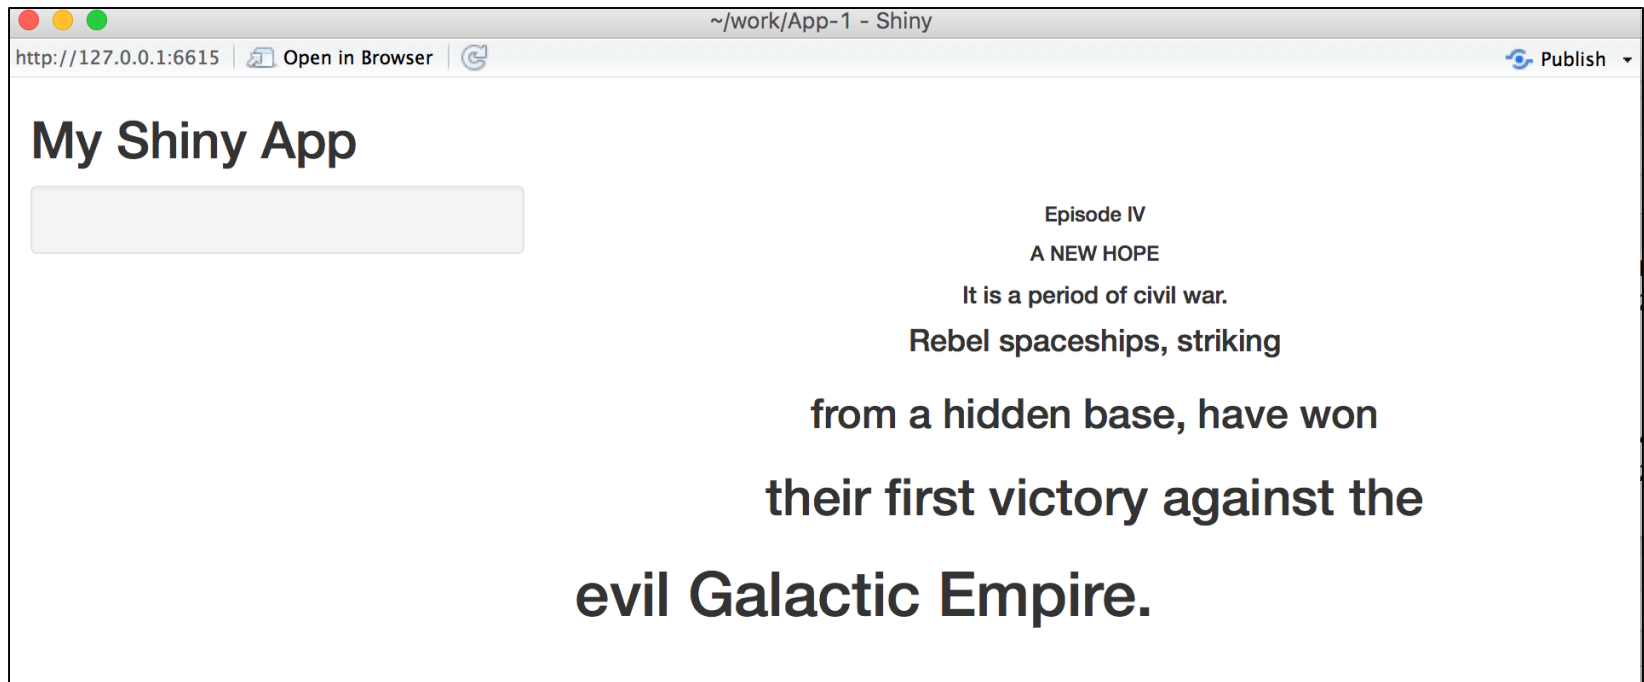 ~/work/App-1 - Shiny
http://127.0.0.1:6615 Open in Browser Publish
My Shiny App
Episode IV
A NEW HOPE
It is a period of civil war.
Rebel spaceships, striking
from a hidden base, have won
their first victory against the
evil Galactic Empire.